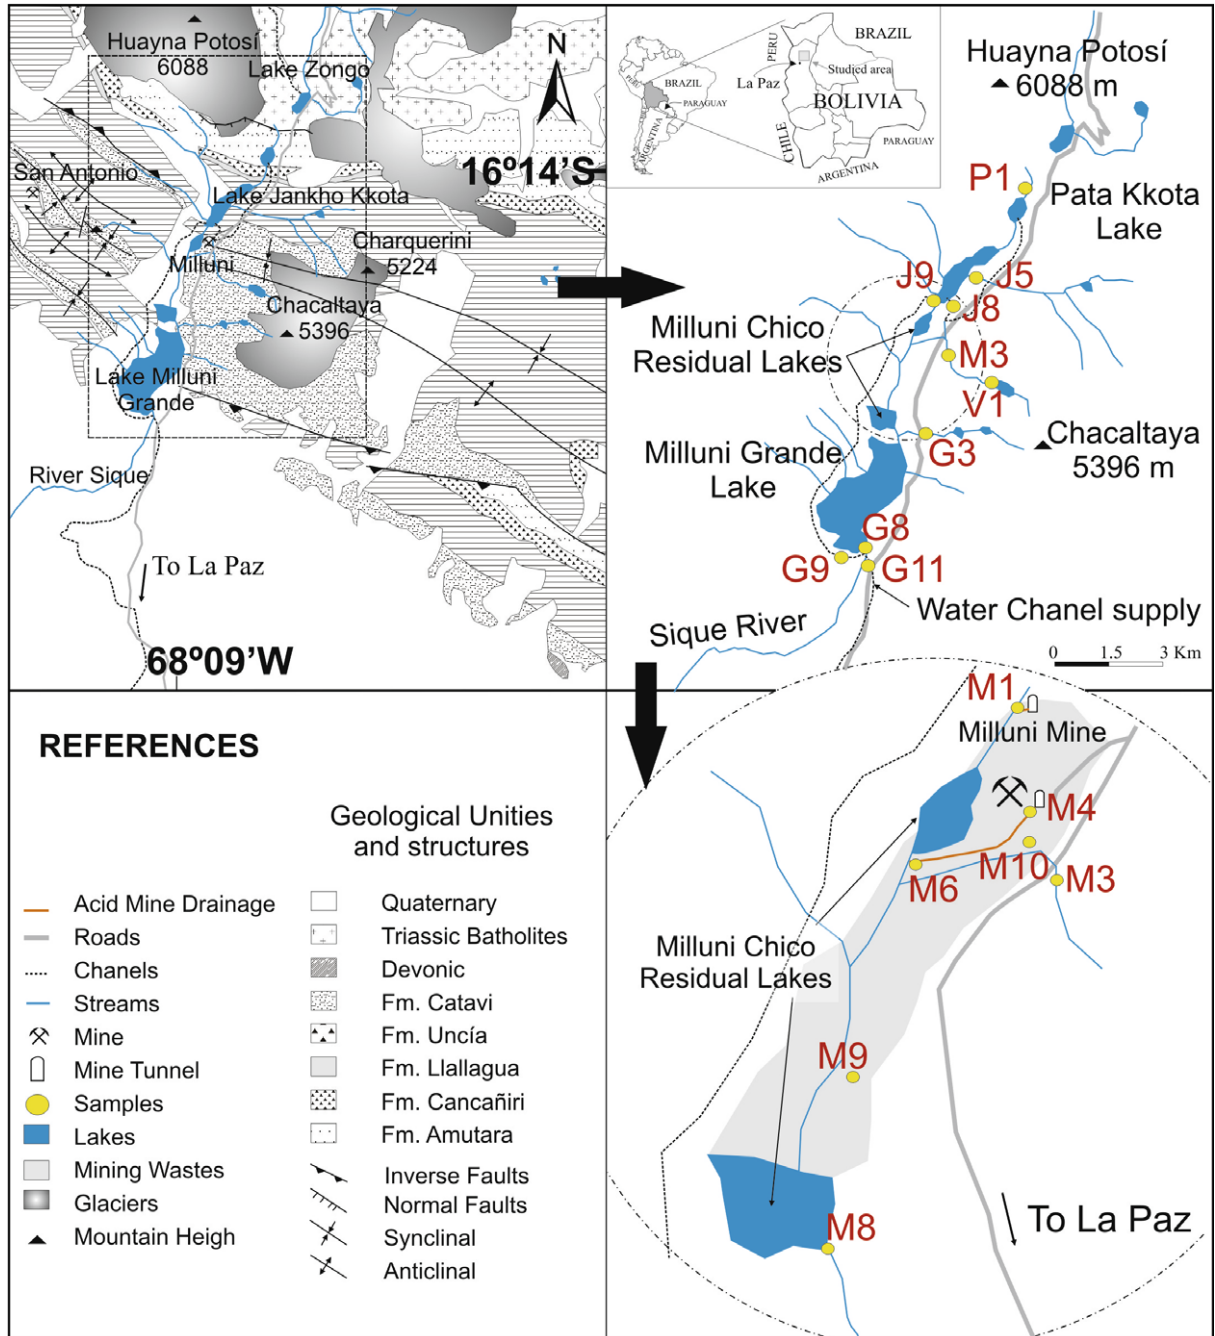 Huayna Potosí
6088
Lake Zongo
N
San Antonio
16º14'S
Lake Jankho Kkota
Milluni
Charquerini
5224
Chacaltaya
5396
Lake Milluni
Grande
River Sique
To La Paz
68º09'W
PERU
BRAZIL
La Paz
Studied area
BOLIVIA
CHILE
PARAGUAY
ARGENTINA
BRAZIL
PARAGUAY
ARGENTINA
Huayna Potosí
6088 m
P1
Pata Kkota
Lake
J9
J5
J8
Milluni Chico
Residual Lakes
M3
V1
G3
Chacaltaya
5396 m
Milluni Grande
Lake
G8
G9
G11
Water Chanel supply
Sique River
0 1.5 3 Km
REFERENCES
Acid Mine Drainage
Roads
Chanels
Streams
Mine
Mine Tunnel
Samples
Lakes
Mining Wastes
Glaciers
Mountain Heigh
Geological Unities
and structures
Quaternary
Triassic Batholites
Devonic
Fm. Catavi
Fm. Uncía
Fm. Llallagua
Fm. Cancañiri
Fm. Amutara
Inverse Faults
Normal Faults
Synclinal
Anticlinal
M1
Milluni Mine
M4
M10
M6
M3
Milluni Chico
Residual Lakes
M9
M8
To La Paz